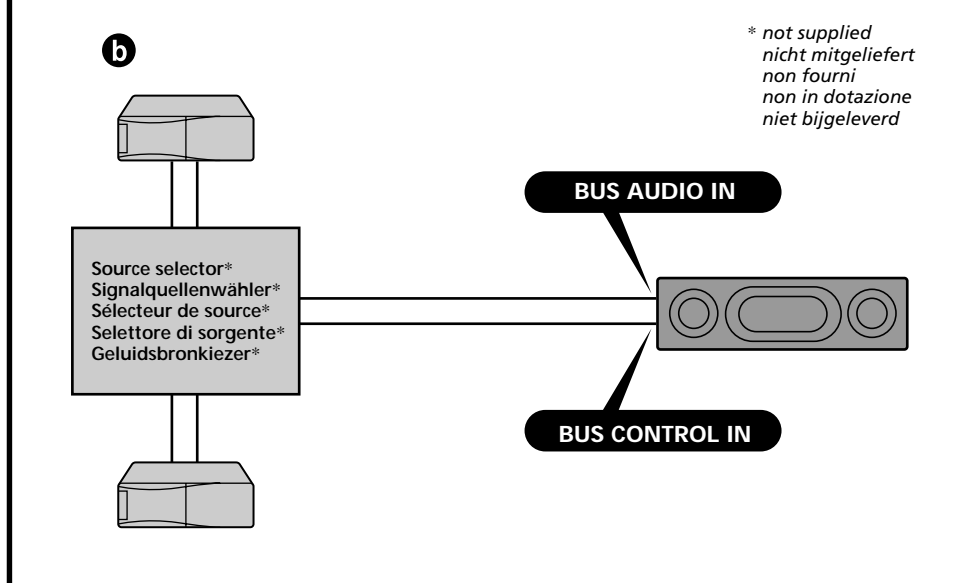 b
* not supplied
nicht mitgeliefert
non fourni
non in dotazione
niet bijgeleverd
BUS AUDIO IN
Source selector*
Signalquellenwähler*
Sélecteur de source*
Selettore di sorgente*
Geluidsbronkiezer*
BUS CONTROL IN